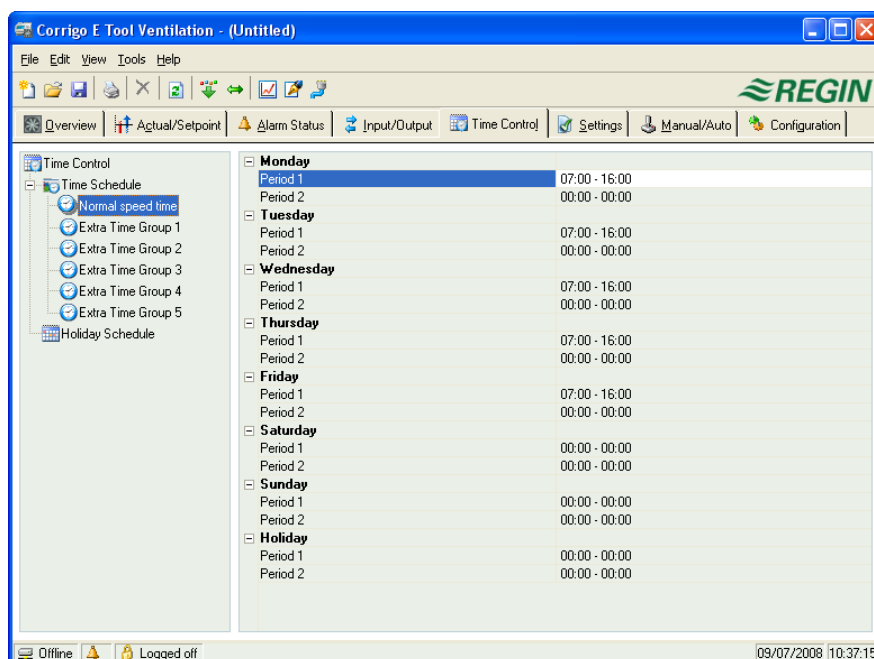 Corrigo E Tool Ventilation - (Untitled)
File Edit View Tools Help
REGIN
Overview Actual/Setpoint Alarm Status Input/Output Time Control Settings Manual/Auto Configuration
Time Control
Time Schedule
Normal speed time
Extra Time Group 1
Extra Time Group 2
Extra Time Group 3
Extra Time Group 4
Extra Time Group 5
Holiday Schedule
Monday
Period 1 07:00 - 16:00
Period 2 00:00 - 00:00
Tuesday
Period 1 07:00 - 16:00
Period 2 00:00 - 00:00
Wednesday
Period 1 07:00 - 16:00
Period 2 00:00 - 00:00
Thursday
Period 1 07:00 - 16:00
Period 2 00:00 - 00:00
Friday
Period 1 07:00 - 16:00
Period 2 00:00 - 00:00
Saturday
Period 1 00:00 - 00:00
Period 2 00:00 - 00:00
Sunday
Period 1 00:00 - 00:00
Period 2 00:00 - 00:00
Holiday
Period 1 00:00 - 00:00
Period 2 00:00 - 00:00
Offline Logged off 09/07/2008 10:37:15